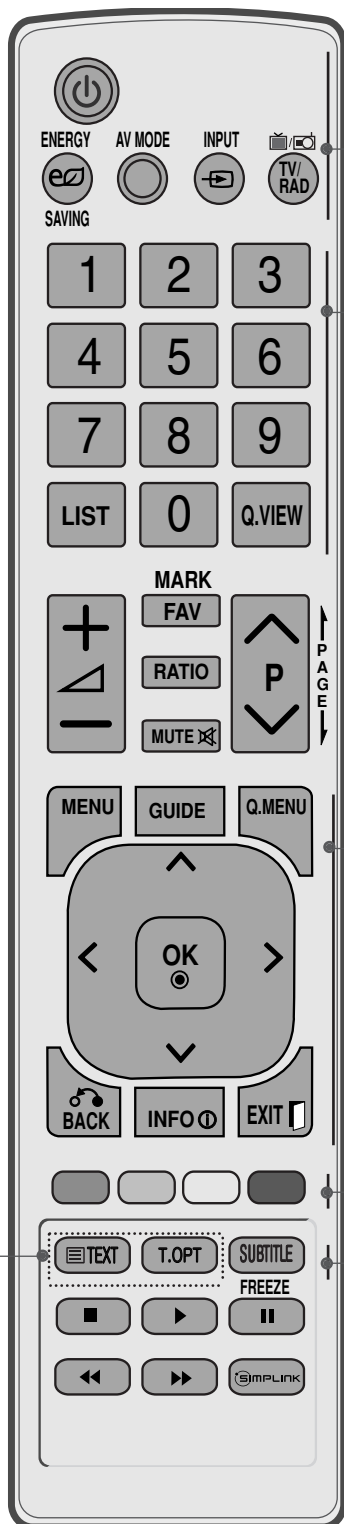 ENERGY AV MODE INPUT
TV/
RAD
SAVING
1 2 3
4 5 6
7 8 9
LIST 0 Q.VIEW
MARK
FAV
RATIO
P
PAGE
MUTE
MENU GUIDE Q.MENU
OK
BACK INFO EXIT
TEXT T.OPT SUBTITLE
FREEZE
SIMPLINK